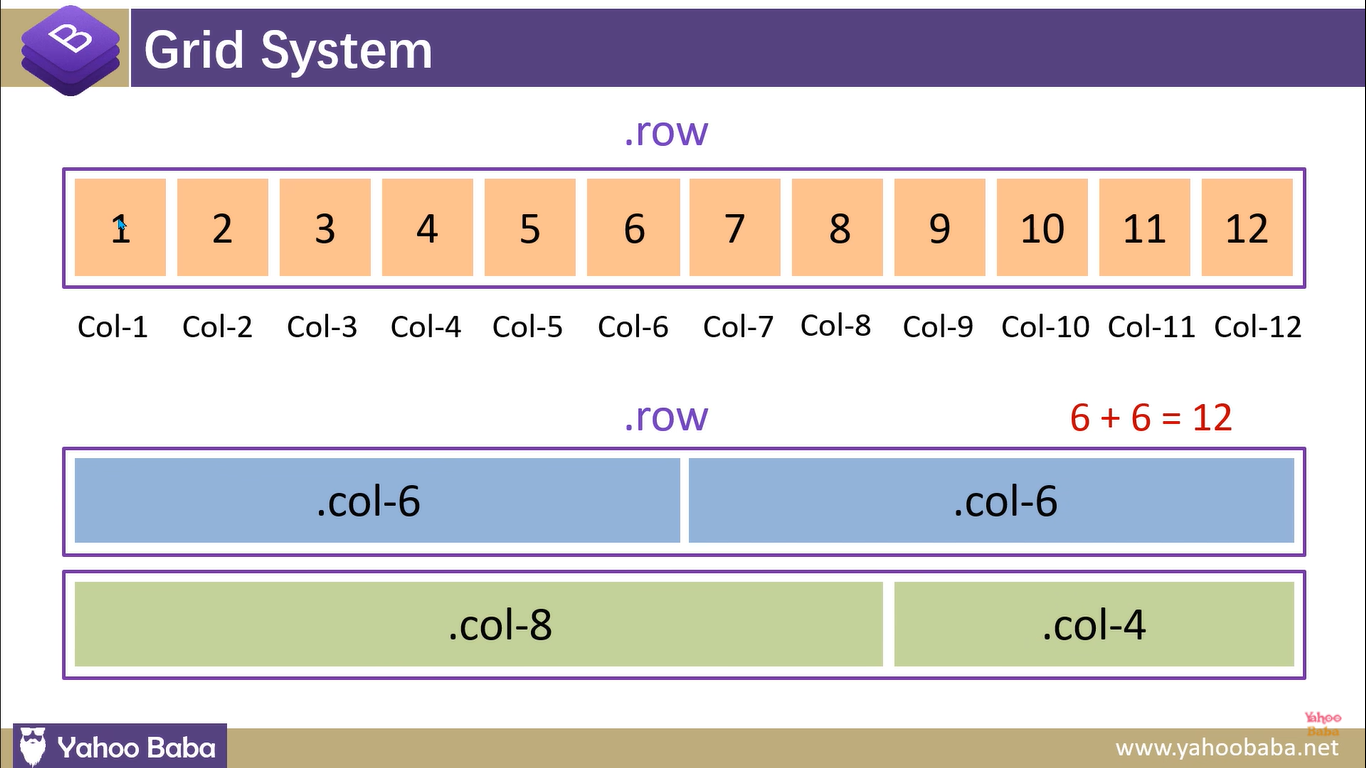 B Grid System
.row
1 2 3 4 5 6 7 8 9 10 11 12
Col-1 Col-2 Col-3 Col-4 Col-5 Col-6 Col-7 Col-8 Col-9 Col-10 Col-11 Col-12
.row 6 + 6 = 12
.col-6 .col-6
.col-8 .col-4
Yahoo
Baba
Yahoo Baba www.yahoobaba.net